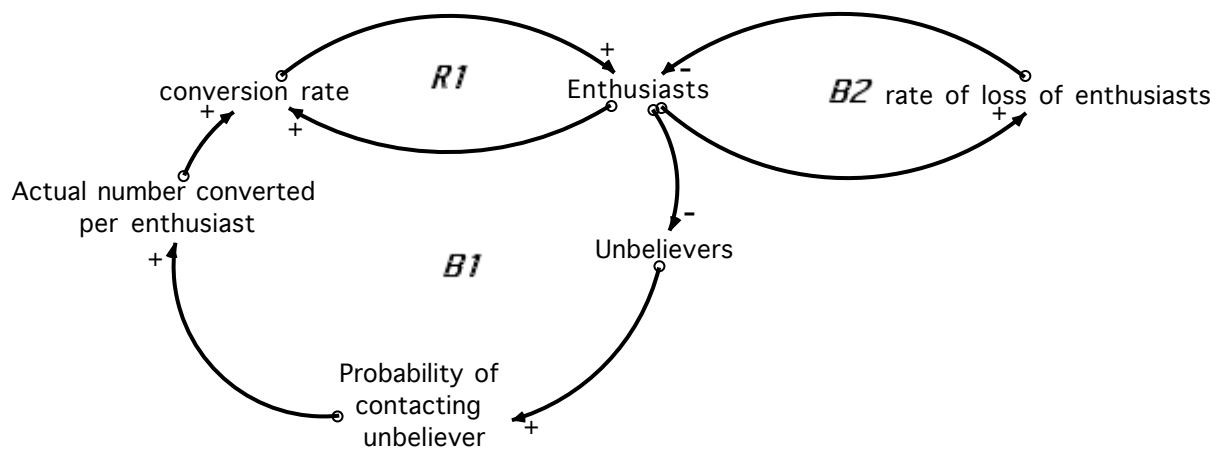 R1
+
-
conversion rate
Enthusiasts
B2
rate of loss of enthusiasts
+
+
+
Actual number converted
per enthusiast
-
Unbelievers
+
B1
Probability of
contacting
unbeliever
+